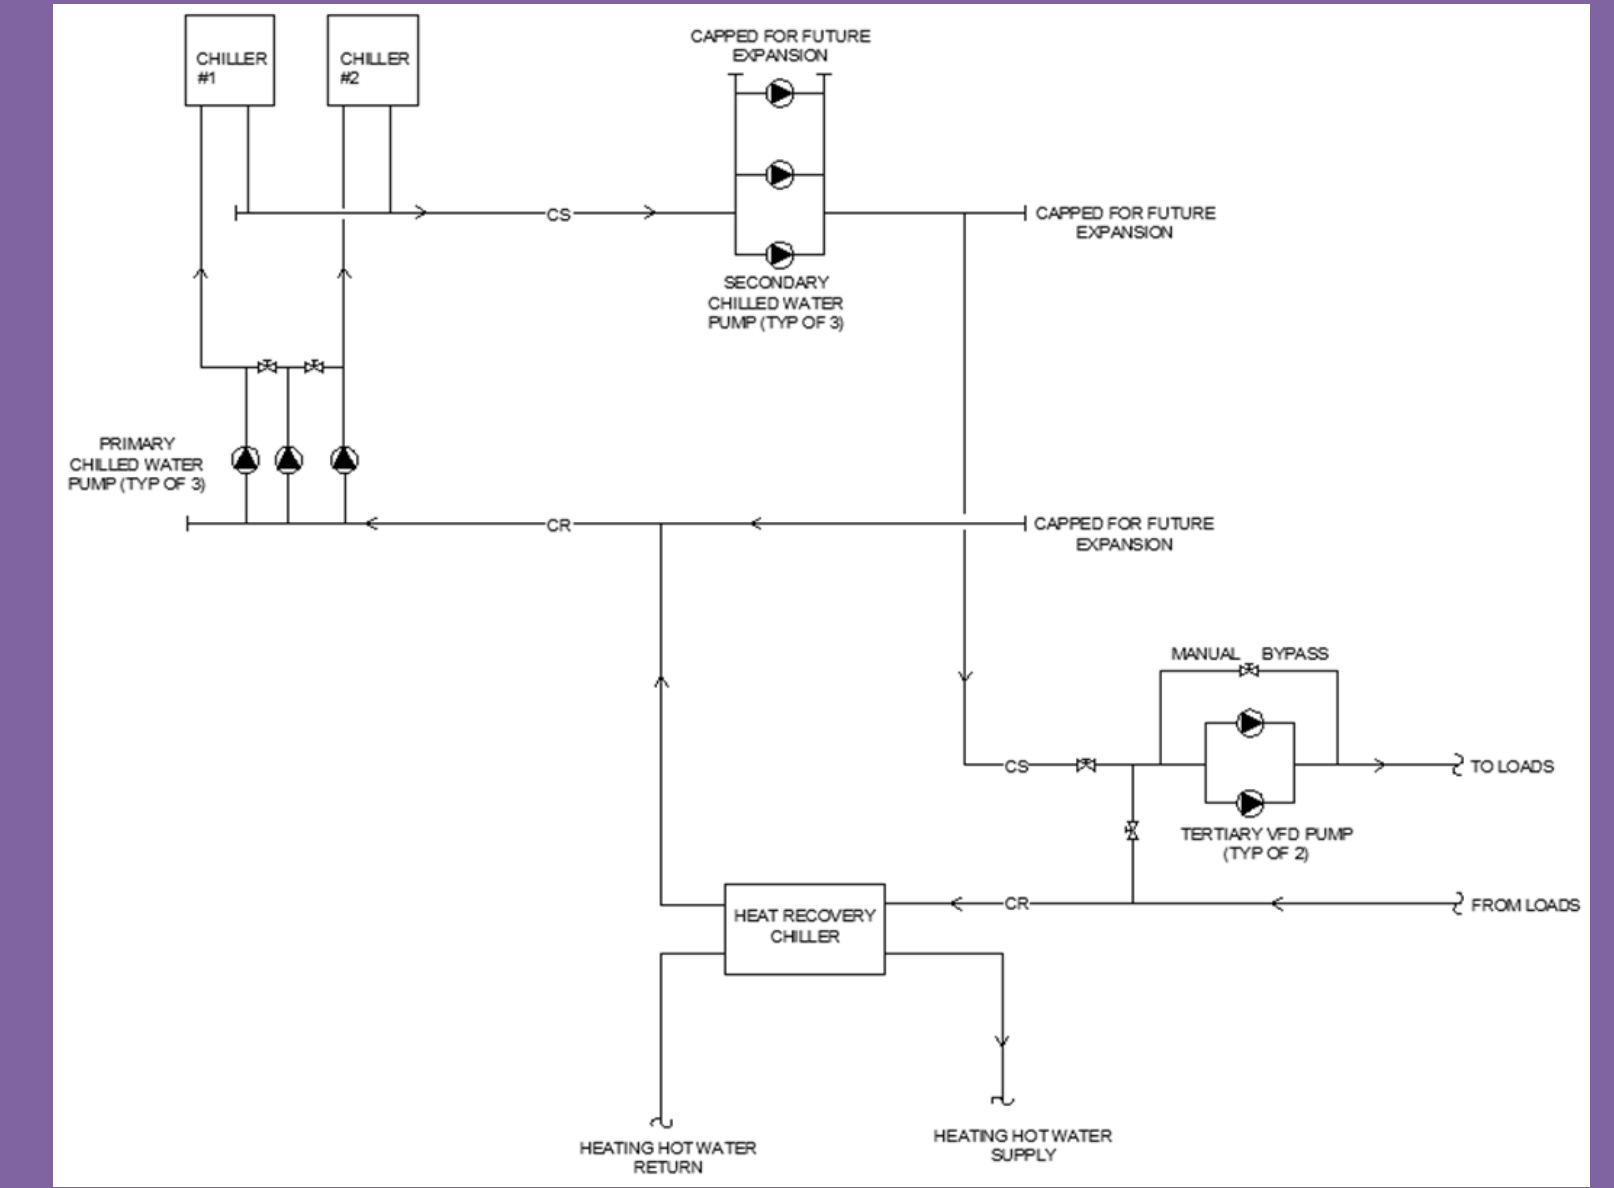 CHILLER
#1
CHILLER
#2
CAPPED FOR FUTURE
EXPANSION
CS
CAPPED FOR FUTURE
EXPANSION
SECONDARY
CHILLED WATER
PUMP (TYP OF 3)
PRIMARY
CHILLED WATER
PUMP (TYP OF 3)
CR
CAPPED FOR FUTURE
EXPANSION
MANUAL BYPASS
CS
TO LOADS
TERTIARY VFD PUMP
(TYP OF 2)
CR
FROM LOADS
HEAT RECOVERY
CHILLER
HEATING HOT WATER
RETURN
HEATING HOT WATER
SUPPLY